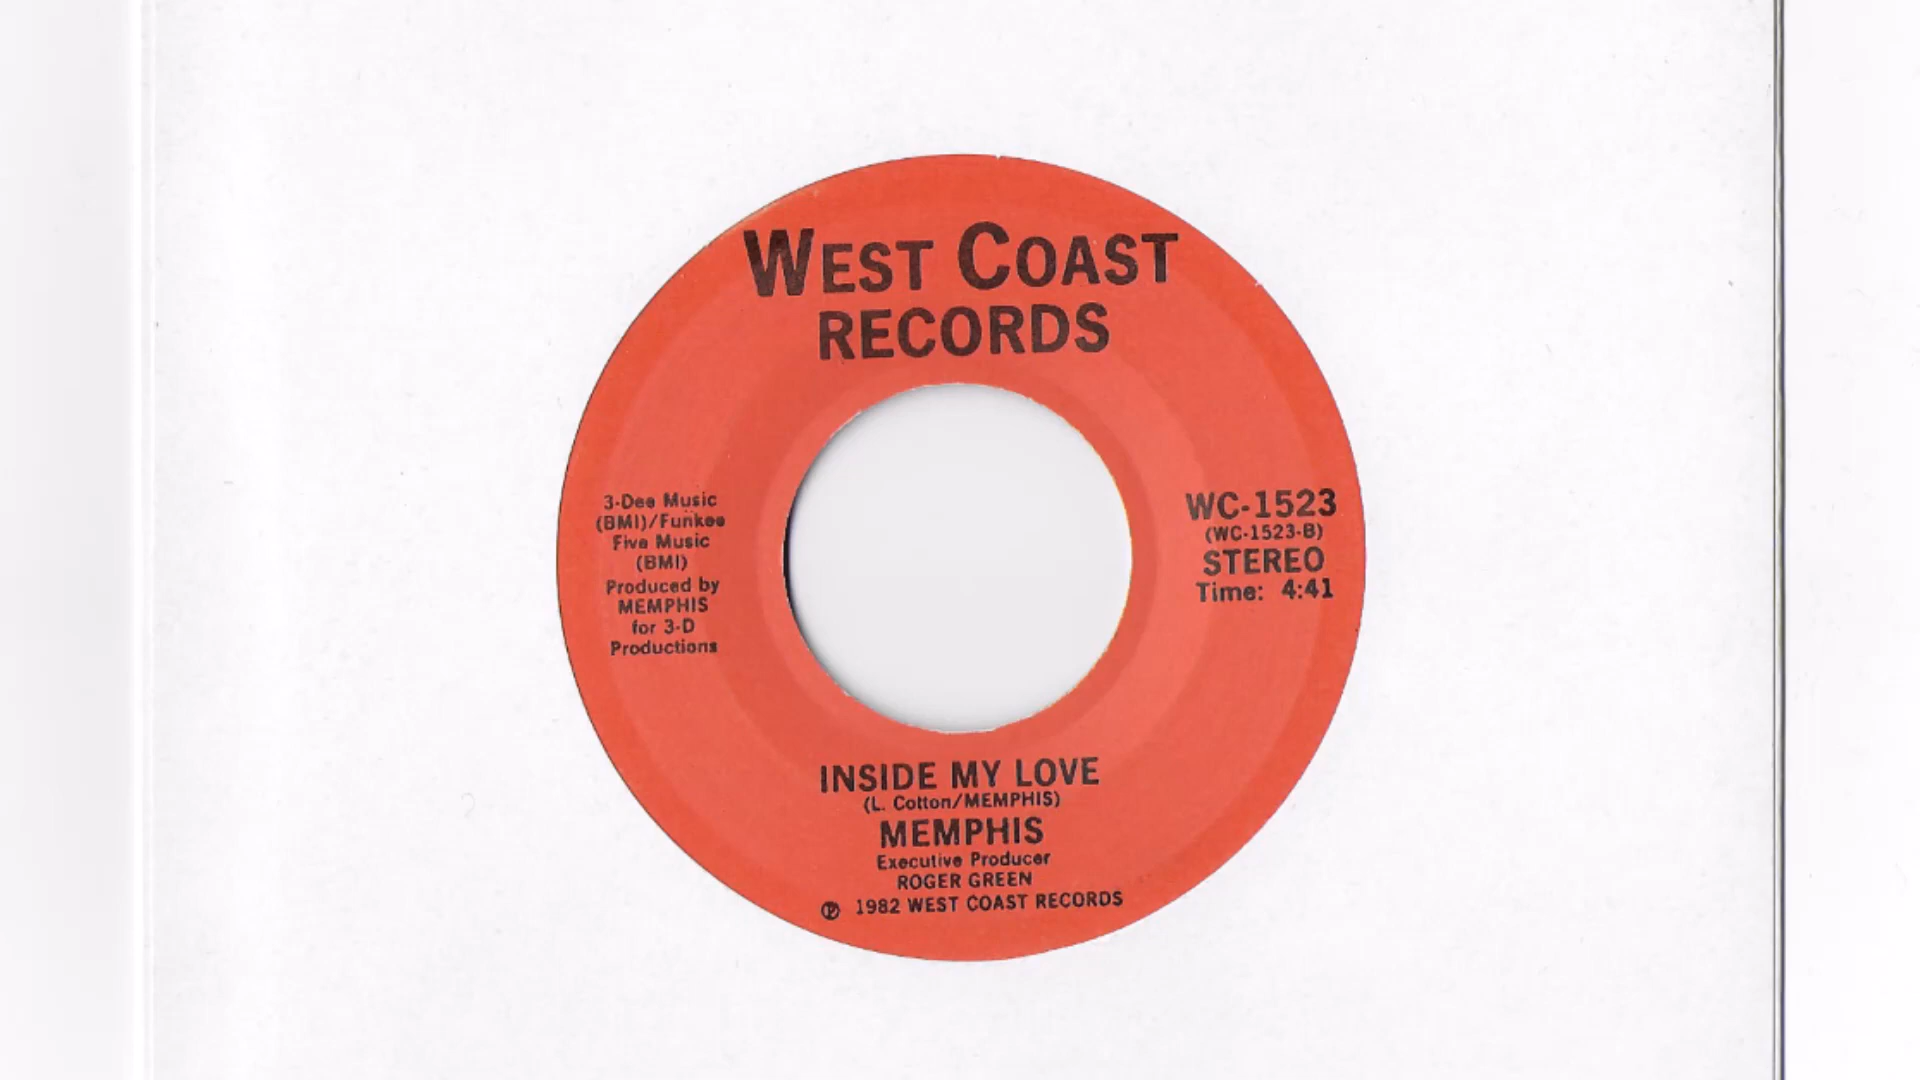 WEST COAST
RECORDS
3-Dee Music
(BMI)/Funkee
Five Music
(BMI)
Produced by
MEMPHIS
for 3-D
Productions
WC-1523
(WC-1523-B)
STEREO
Time: 4:41
INSIDE MY LOVE
(L. Cotton/MEMPHIS)
MEMPHIS
Executive Producer
ROGER GREEN
℗ 1982 WEST COAST RECORDS